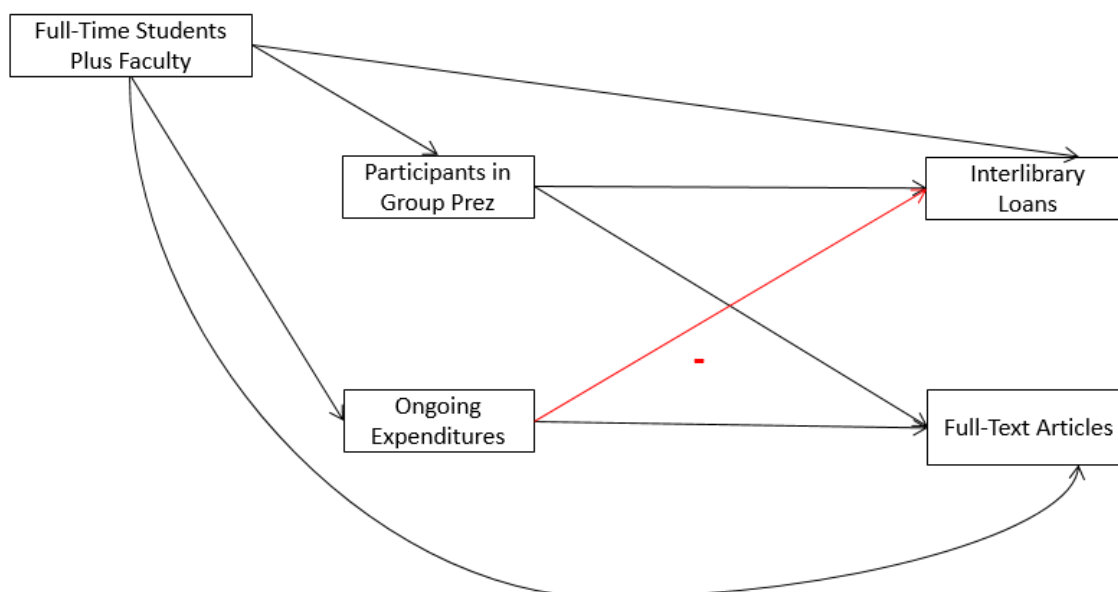 Full-Time Students
Plus Faculty
Participants in
Group Prez
Interlibrary
Loans
-
Ongoing
Expenditures
Full-Text Articles